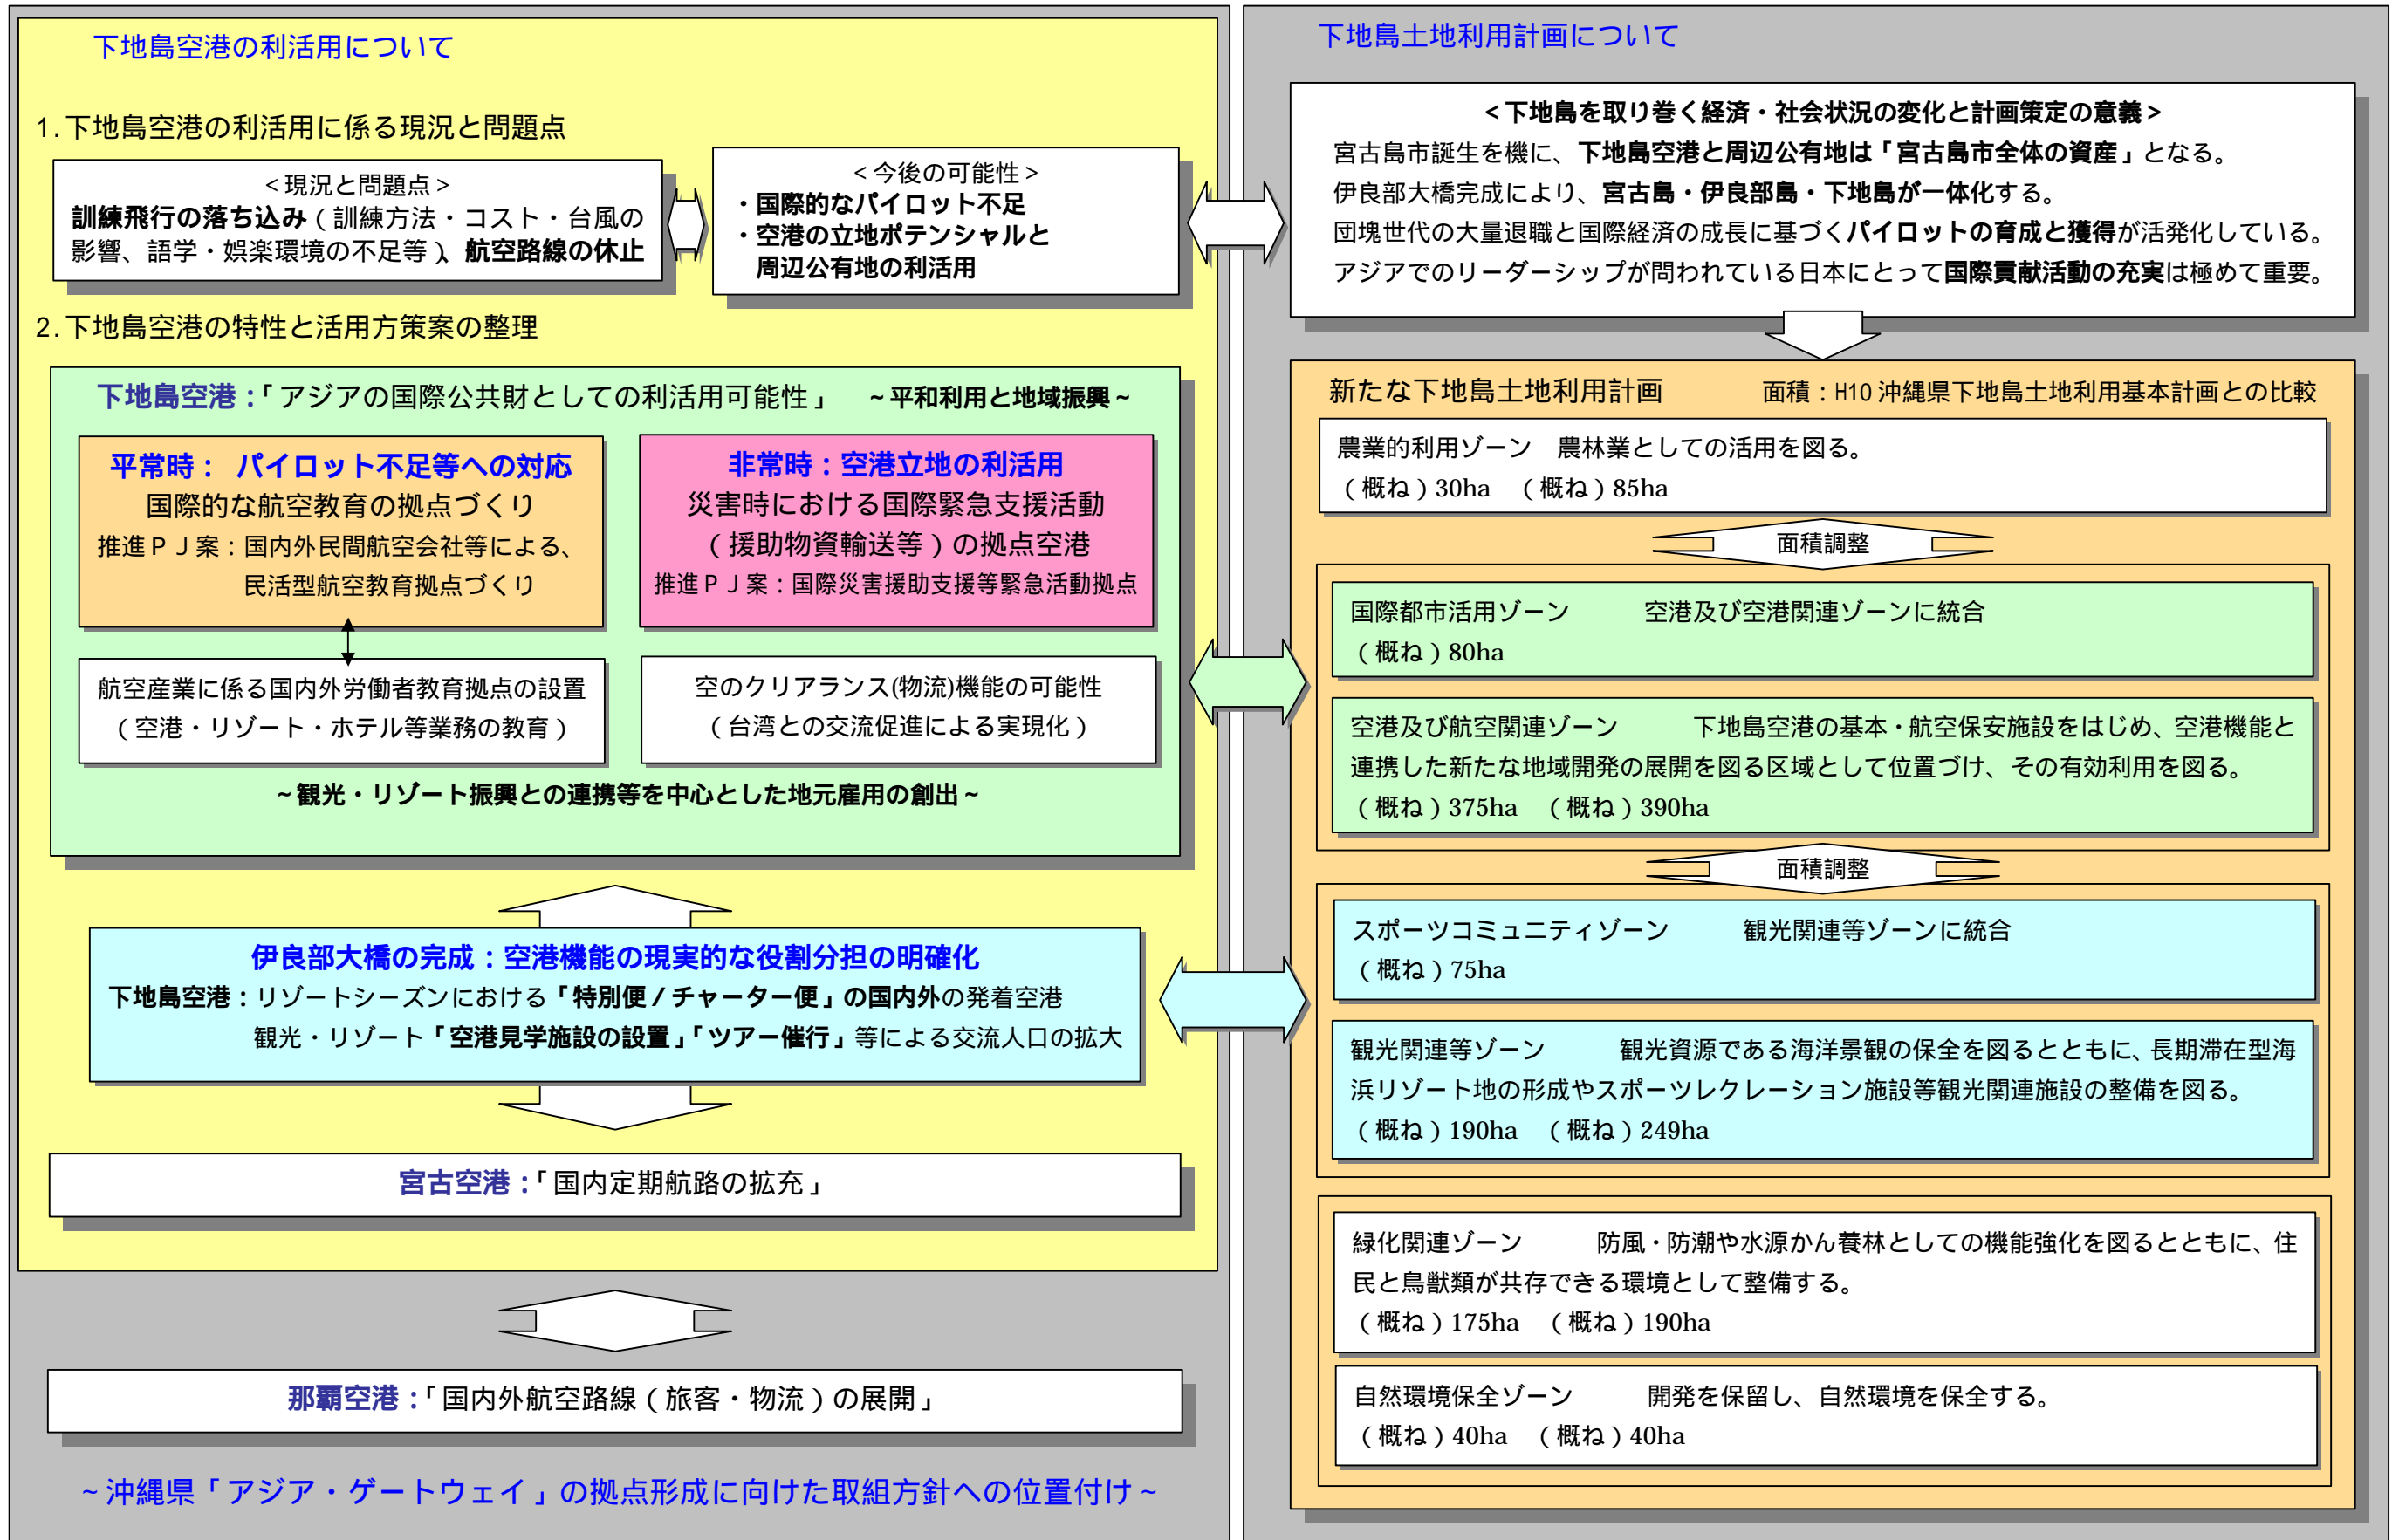 下地島空港の利活用について
1.下地島空港の利活用に係る現況と問題点
<現況と問題点>
訓練飛行の落ち込み(訓練方法・コスト・台風の
影響、語学・娯楽環境の不足等)、航空路線の休止
<今後の可能性>
・国際的なパイロット不足
・空港の立地ポテンシャルと
周辺公有地の利活用
2.下地島空港の特性と活用方策案の整理
下地島空港:「アジアの国際公共財としての利活用可能性」 ~平和利用と地域振興~
平常時: パイロット不足等への対応
国際的な航空教育の拠点づくり
推進PJ案:国内外民間航空会社等による、
民活型航空教育拠点づくり
非常時:空港立地の利活用
災害時における国際緊急支援活動
(援助物資輸送等)の拠点空港
推進PJ案:国際災害援助支援等緊急活動拠点
航空産業に係る国内外労働者教育拠点の設置
(空港・リゾート・ホテル等業務の教育)
空のクリアランス(物流)機能の可能性
(台湾との交流促進による実現化)
~観光・リゾート振興との連携等を中心とした地元雇用の創出~
伊良部大橋の完成:空港機能の現実的な役割分担の明確化
下地島空港:リゾートシーズンにおける「特別便/チャーター便」の国内外の発着空港
観光・リゾート「空港見学施設の設置」「ツアー催行」等による交流人口の拡大
宮古空港:「国内定期航路の拡充」
那覇空港:「国内外航空路線(旅客・物流)の展開」
~沖縄県「アジア・ゲートウェイ」の拠点形成に向けた取組方針への位置付け~
下地島土地利用計画について
<下地島を取り巻く経済・社会状況の変化と計画策定の意義>
宮古島市誕生を機に、下地島空港と周辺公有地は「宮古島市全体の資産」となる。
伊良部大橋完成により、宮古島・伊良部島・下地島が一体化する。
団塊世代の大量退職と国際経済の成長に基づくパイロットの育成と獲得が活発化している。
アジアでのリーダーシップが問われている日本にとって国際貢献活動の充実は極めて重要。
新たな下地島土地利用計画 面積:H10 沖縄県下地島土地利用基本計画との比較
農業的利用ゾーン 農林業としての活用を図る。
(概ね)30ha (概ね)85ha
面積調整
国際都市活用ゾーン 空港及び空港関連ゾーンに統合
(概ね)80ha
空港及び航空関連ゾーン 下地島空港の基本・航空保安施設をはじめ、空港機能と
連携した新たな地域開発の展開を図る区域として位置づけ、その有効利用を図る。
(概ね)375ha (概ね)390ha
面積調整
スポーツコミュニティゾーン 観光関連等ゾーンに統合
(概ね)75ha
観光関連等ゾーン 観光資源である海洋景観の保全を図るとともに、長期滞在型海
浜リゾート地の形成やスポーツレクレーション施設等観光関連施設の整備を図る。
(概ね)190ha (概ね)249ha
緑化関連ゾーン 防風・防潮や水源かん養林としての機能強化を図るとともに、住
民と鳥獣類が共存できる環境として整備する。
(概ね)175ha (概ね)190ha
自然環境保全ゾーン 開発を保留し、自然環境を保全する。
(概ね)40ha (概ね)40ha